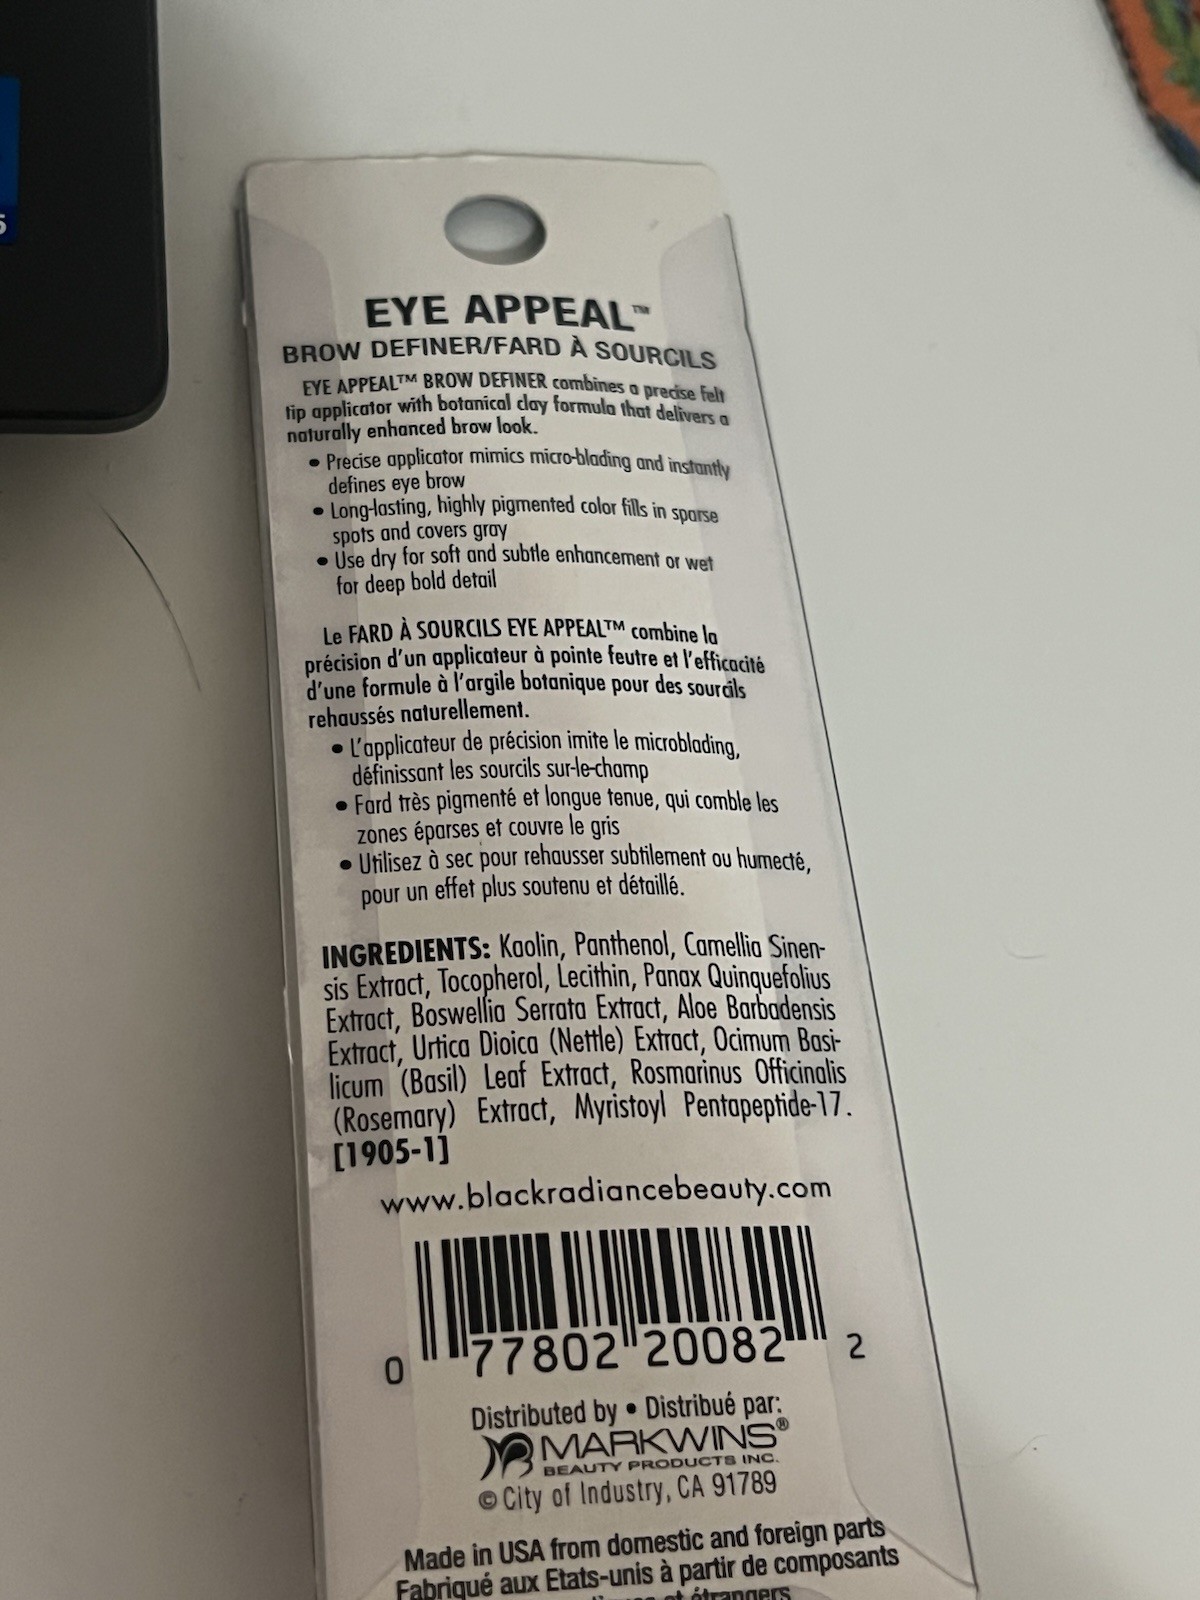 5
EYE APPEAL™
BROW DEFINER/FARD À SOURCILS
EYE APPEAL™ BROW DEFINER combines a precise felt
tip applicator with botanical clay formula that delivers a
naturally enhanced brow look.
• Precise applicator mimics micro-blading and instantly
defines eye brow
• Long-lasting, highly pigmented color fills in sparse
spots and covers gray
• Use dry for soft and subtle enhancement or wet
for deep bold detail
Le FARD À SOURCILS EYE APPEAL™ combine la
précision d'un applicateur à pointe feutre et l'efficacité
d'une formule à l'argile botanique pour des sourcils
rehaussés naturellement.
• L'applicateur de précision imite le microblading,
définissant les sourcils sur-le-champ
• Fard très pigmenté et longue tenue, qui comble les
zones éparses et couvre le gris
• Utilisez à sec pour rehausser subtilement ou humecté,
pour un effet plus soutenu et détaillé.
INGREDIENTS: Kaolin, Panthenol, Camellia Sinen-
sis Extract, Tocopherol, Lecithin, Panax Quinquefolius
Extract, Boswellia Serrata Extract, Aloe Barbadensis
Extract, Urtica Dioica (Nettle) Extract, Ocimum Basi-
licum (Basil) Leaf Extract, Rosmarinus Officinalis
(Rosemary) Extract, Myristoyl Pentapeptide-17.
[1905-1]
www.blackradiancebeauty.com
0 77802 20082 2
Distributed by • Distribué par:
MARKWINS®
BEAUTY PRODUCTS INC.
© City of Industry, CA 91789
Made in USA from domestic and foreign parts
Fabriqué aux Etats-unis à partir de composants
et étrangers